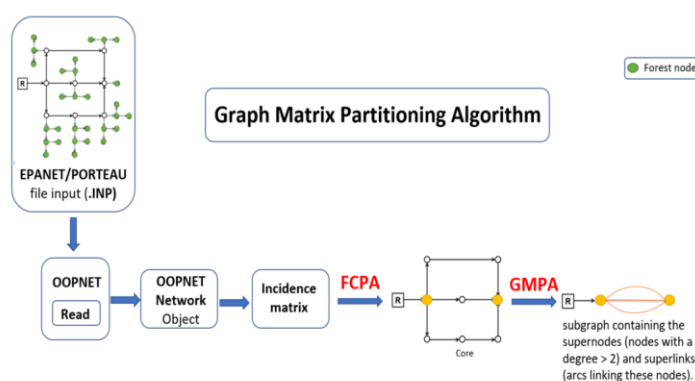 Forest node
R
Graph Matrix Partitioning Algorithm
EPANET/PORTEAU
file input (.INP)
OOPNET
Read
OOPNET
Network
Object
Incidence
matrix
FCPA
R
Core
GMPA
R
subgraph containing the
supernodes (nodes with a
degree > 2) and superlinks
(arcs linking these nodes).